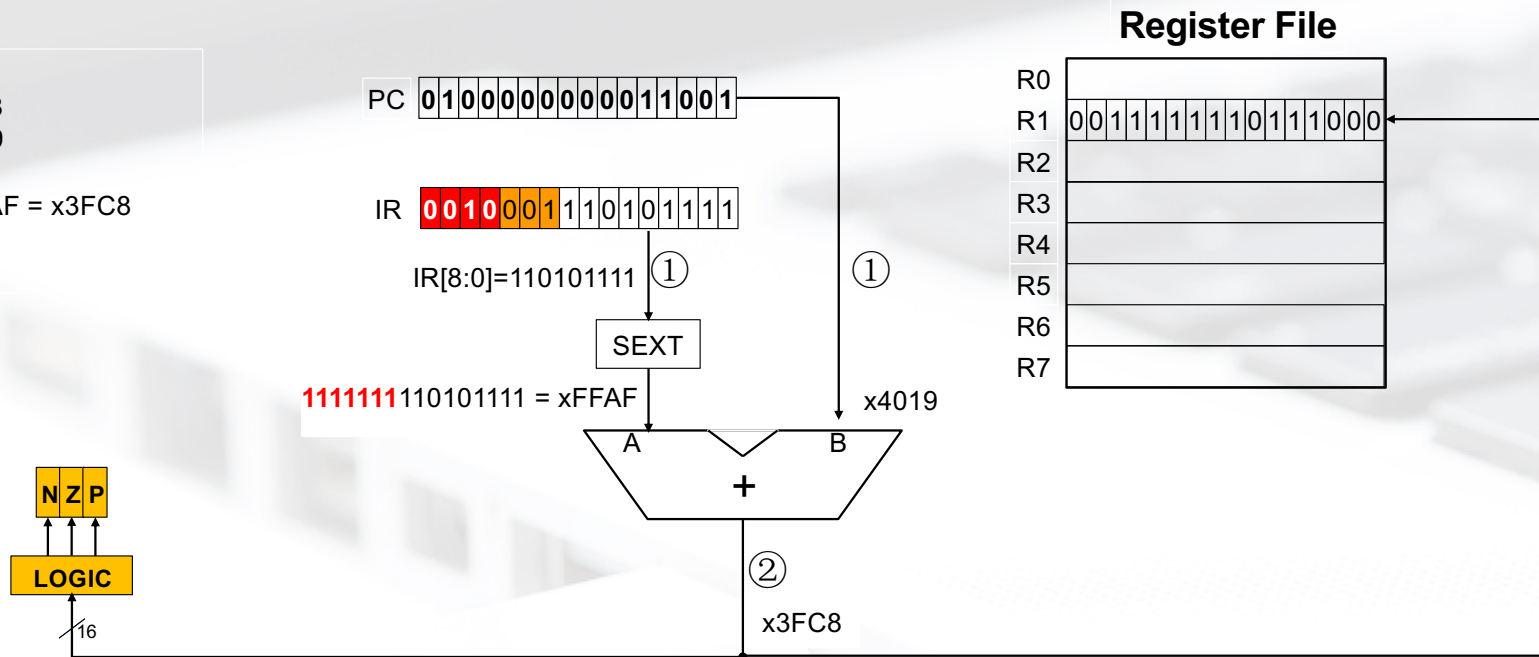 Register File
PC 0100000000011001
IR 0010001110101111
IR[8:0]=110101111
①
①
SEXT
1111111110101111 = xFFAF
x4019
A
B
+
②
x3FC8
F = x3FC8
N Z P
LOGIC
16
R0
R1 0011111110111000
R2
R3
R4
R5
R6
R7